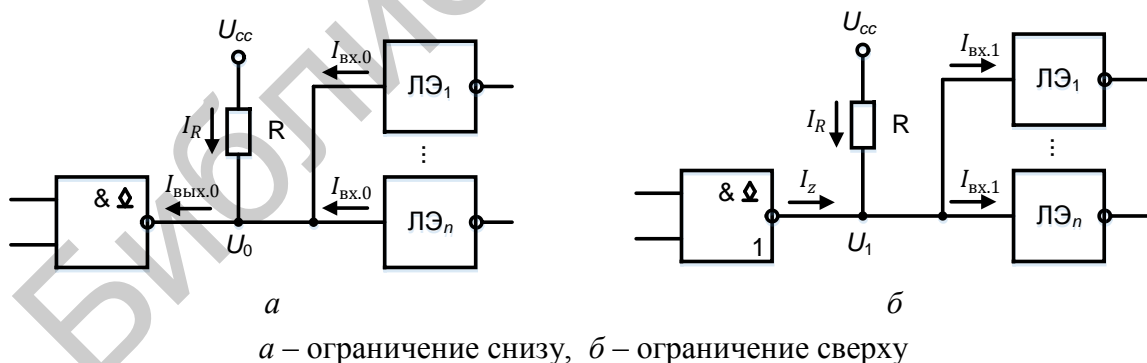 Библио
U_cc
I_вх.0
ЛЭ_1
I_R
R
...
& ◊
I_вых.0
I_вх.0
ЛЭ_n
U_0
а
U_cc
I_вх.1
ЛЭ_1
I_R
R
...
& ◊
I_z
I_вх.1
ЛЭ_n
1
U_1
б
а – ограничение снизу, б – ограничение сверху